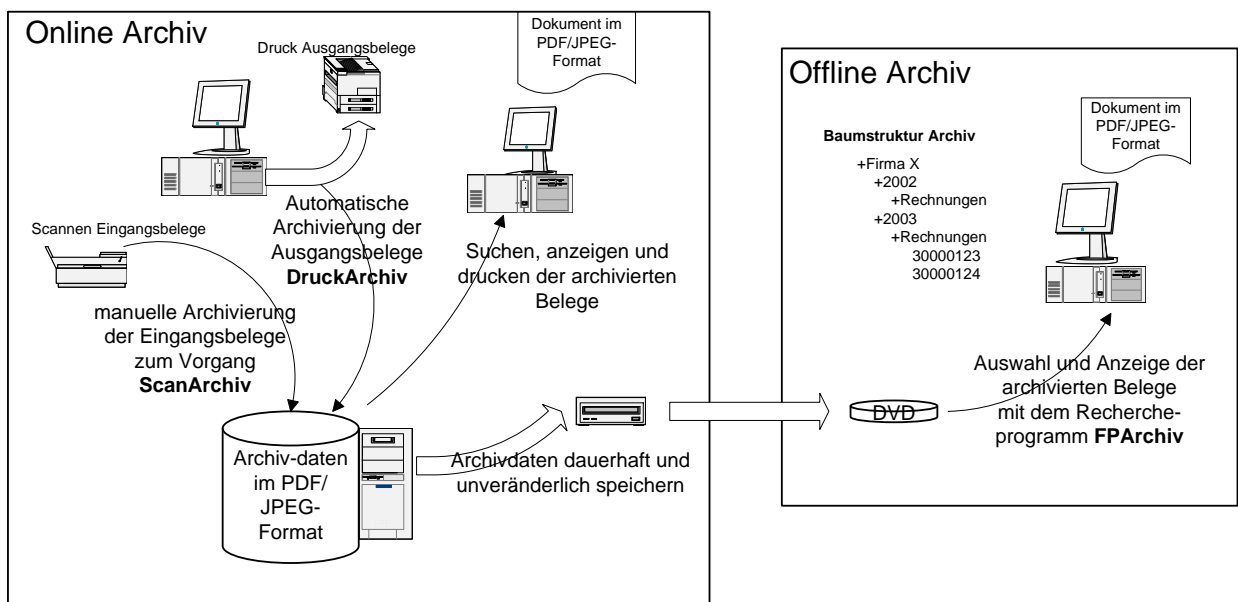 Online Archiv
Druck Ausgangsbelege
Dokument im
PDF/JPEG-
Format
Automatische
Archivierung der
Ausgangsbelege
DruckArchiv
Scannen Eingangsbelege
manuelle Archivierung
der Eingangsbelege
zum Vorgang
ScanArchiv
Suchen, anzeigen und
drucken der archivierten
Belege
Archiv-daten
im PDF/
JPEG-
Format
Archivdaten dauerhaft und
unveränderlich speichern
Offline Archiv
Baumstruktur Archiv
+Firma X
+2002
+Rechnungen
+2003
+Rechnungen
30000123
30000124
Dokument im
PDF/JPEG-
Format
DVD
Auswahl und Anzeige der
archivierten Belege
mit dem Recherche-
programm FPArchiv